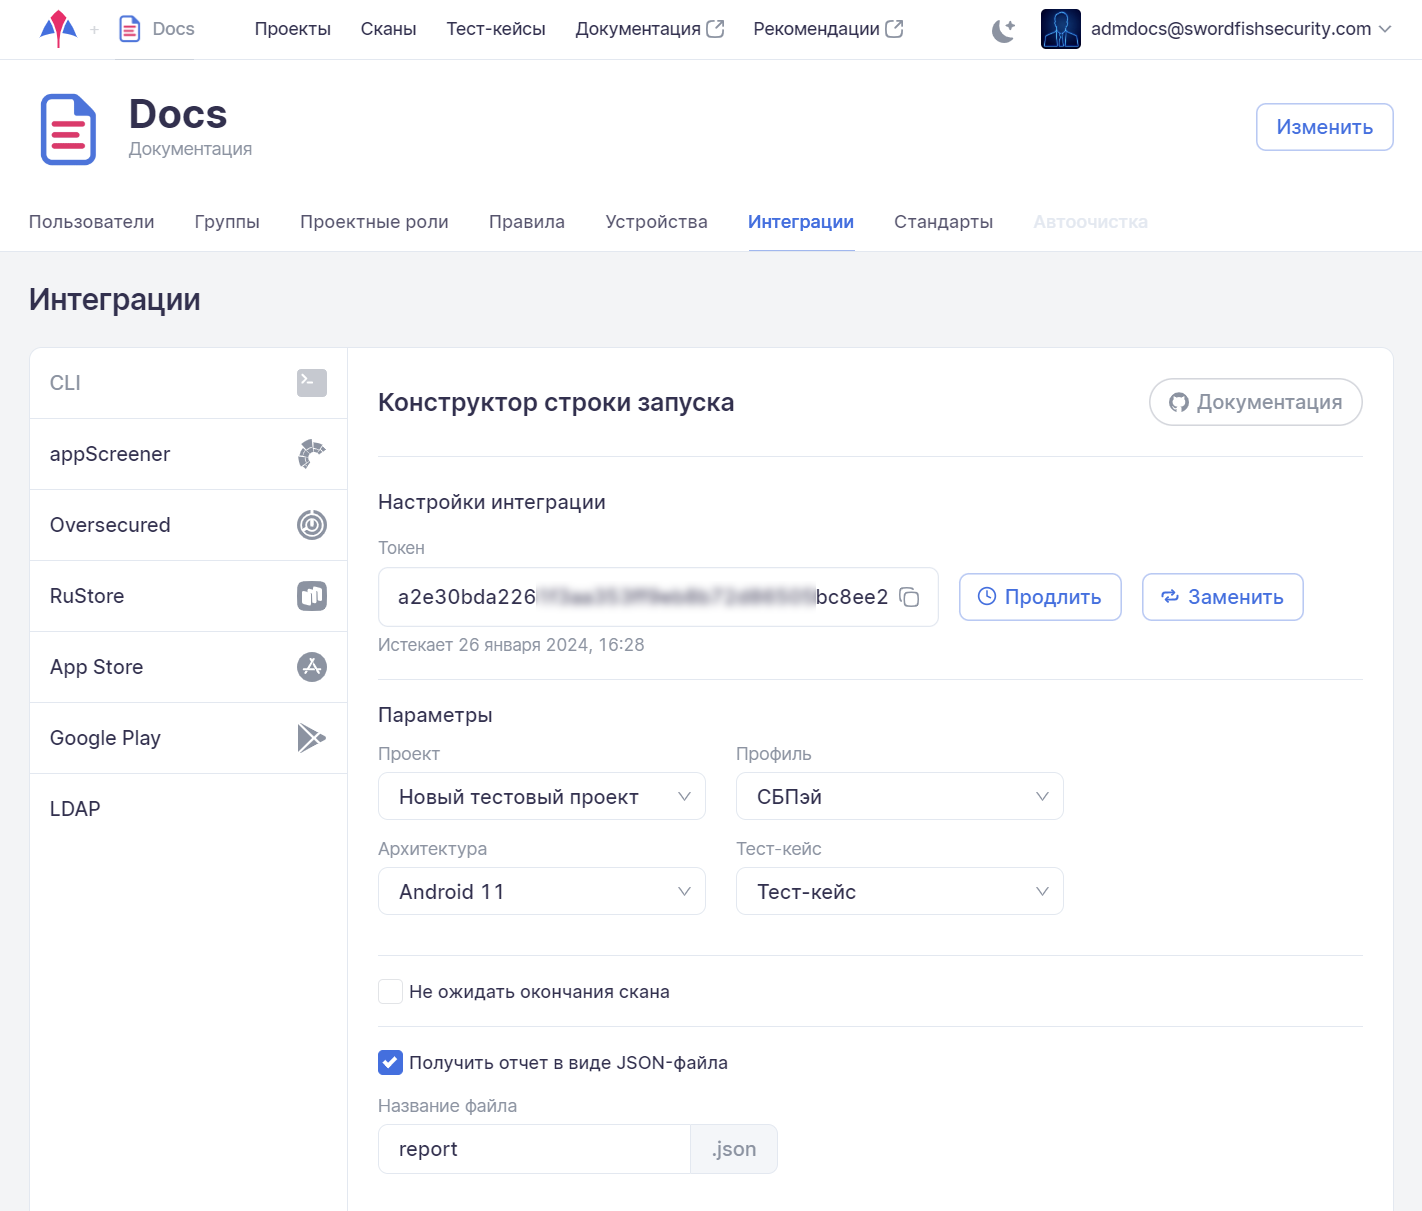 Docs
Проекты
Сканы
Тест-кейсы
Документация
Рекомендации
admdocs@swordfishsecurity.com
Docs
Документация
Изменить
Пользователи
Группы
Проектные роли
Правила
Устройства
Интеграции
Стандарты
Автоочистка
Интеграции
CLI
appScreener
Oversecured
RuStore
App Store
Google Play
LDAP
Конструктор строки запуска
Документация
Настройки интеграции
Токен
a2e30bda226
bc8ee2
Продлить
Заменить
Истекает 26 января 2024, 16:28
Параметры
Проект
Профиль
Новый тестовый проект
СБПэй
Архитектура
Тест-кейс
Android 11
Тест-кейс
Не ожидать окончания скана
Получить отчет в виде JSON-файла
Название файла
report
.json